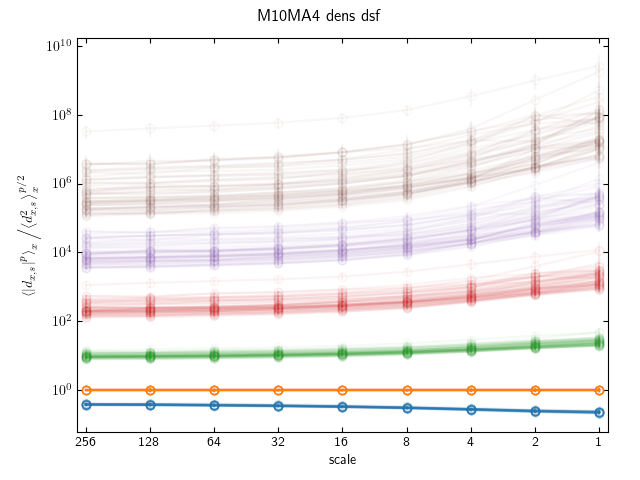 M10MA4 dens dsf
10^10
10^8
10^6
10^4
10^2
10^0
⟨|d_{x,s}|^p⟩_x / ⟨d_{x,s}^2⟩_x^{p/2}
256 128 64 32 16 8 4 2 1
scale